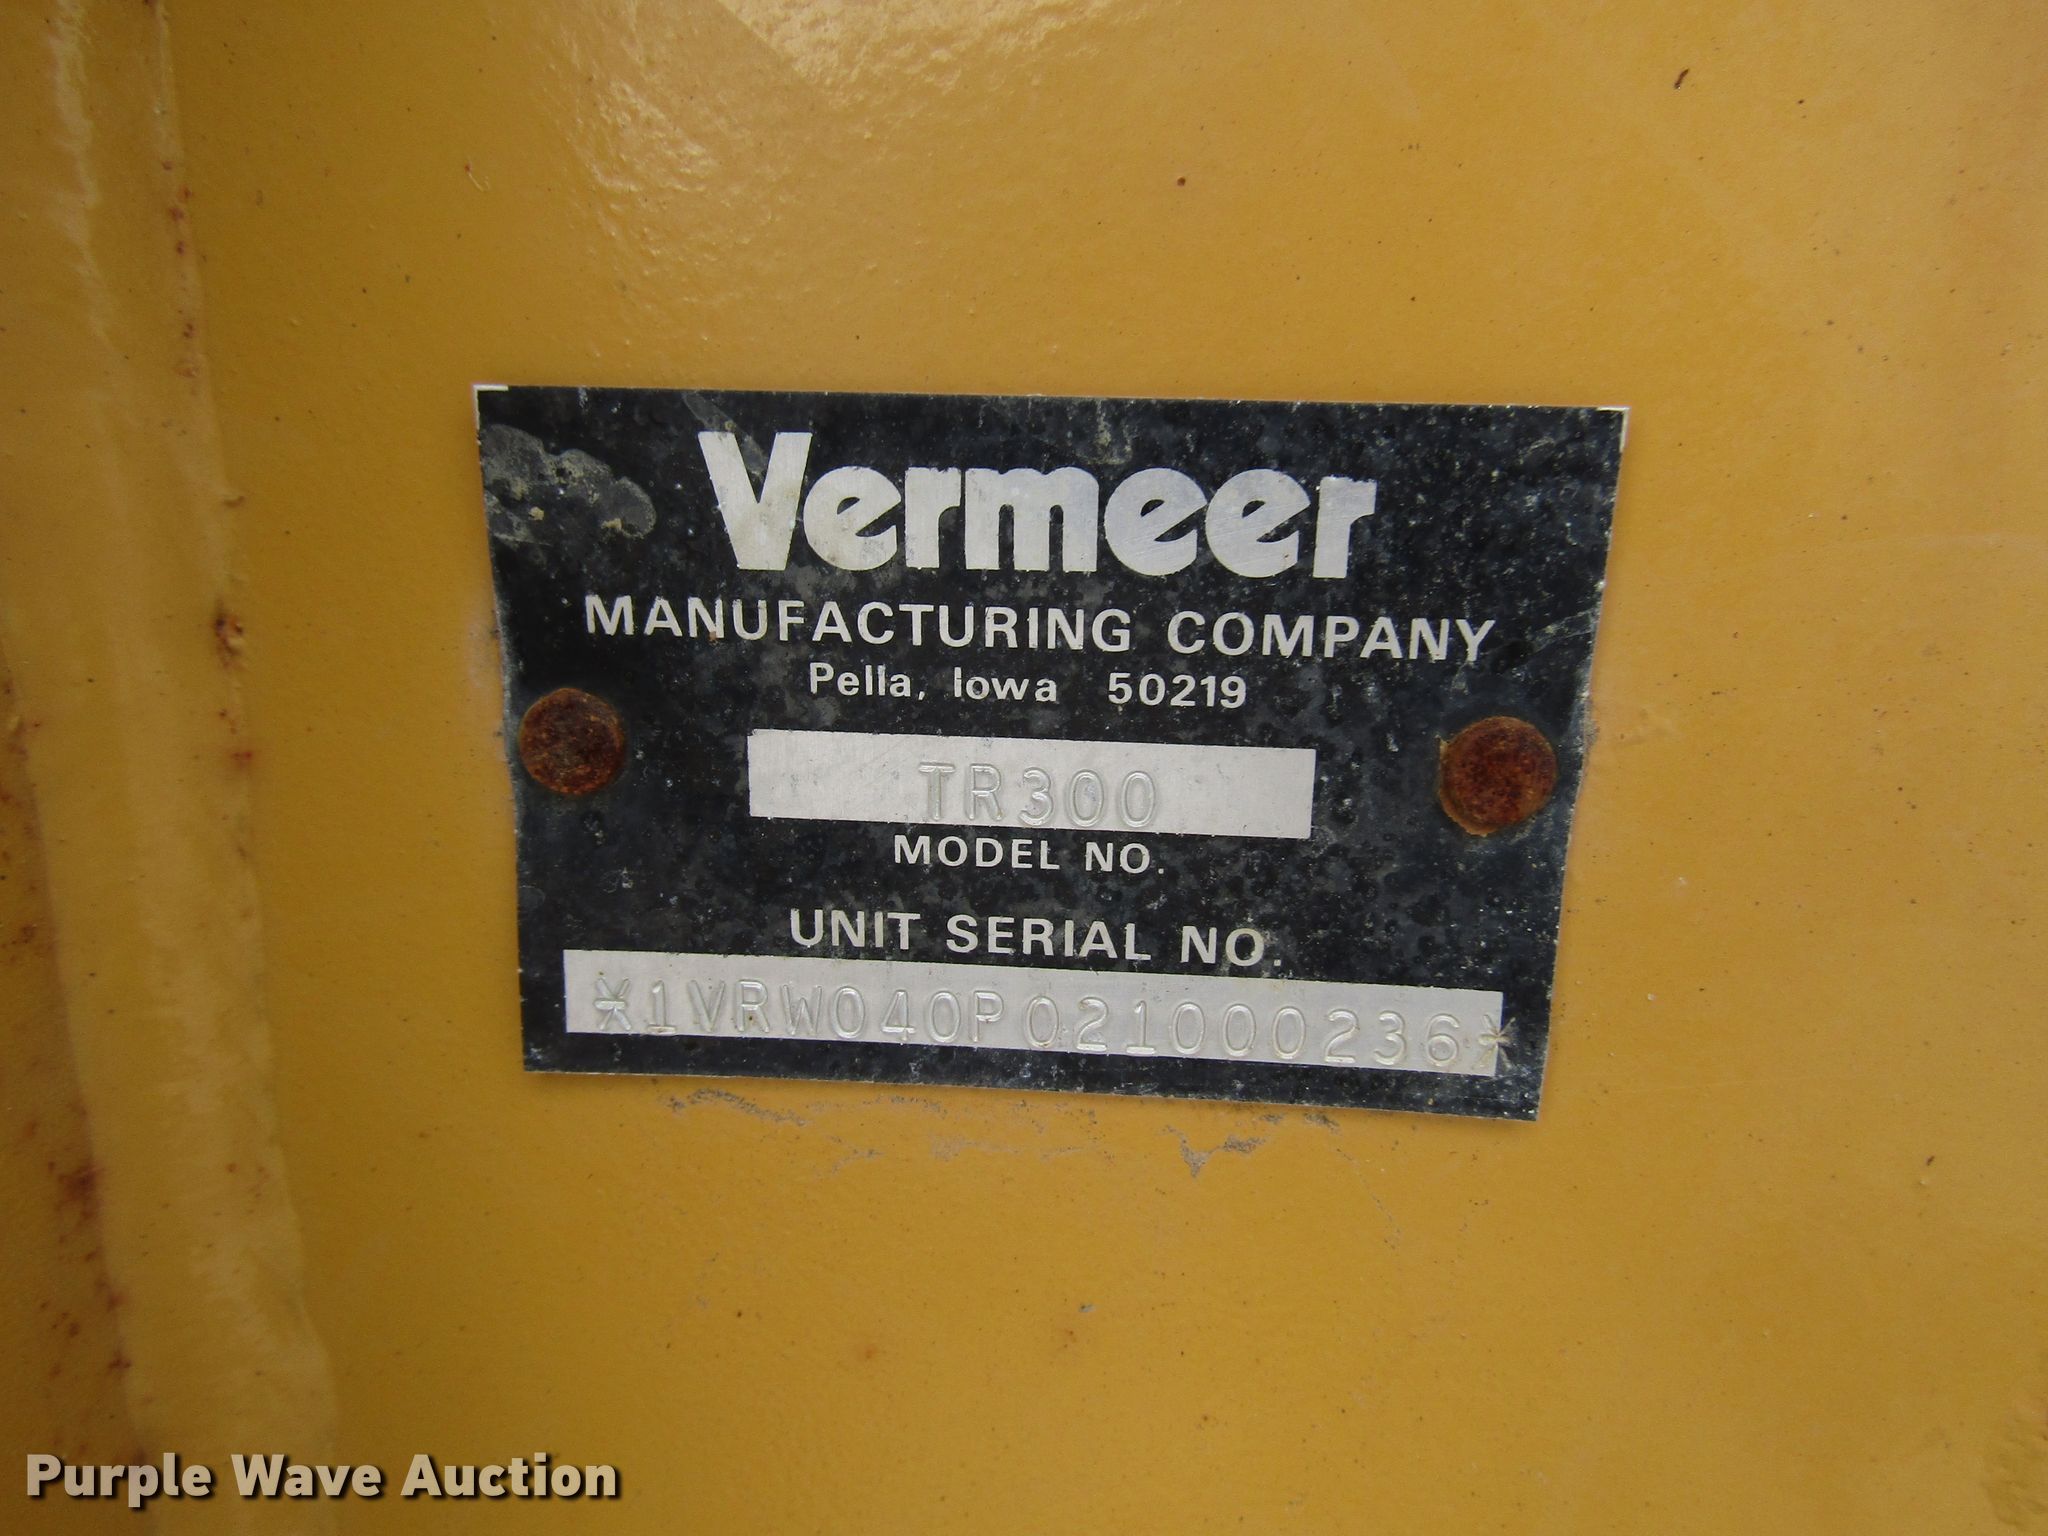 Vermeer
MANUFACTURING COMPANY
Pella, Iowa 50219
TR300
MODEL NO.
UNIT SERIAL NO.
*1VRW040P021000236*
Purple Wave Auction